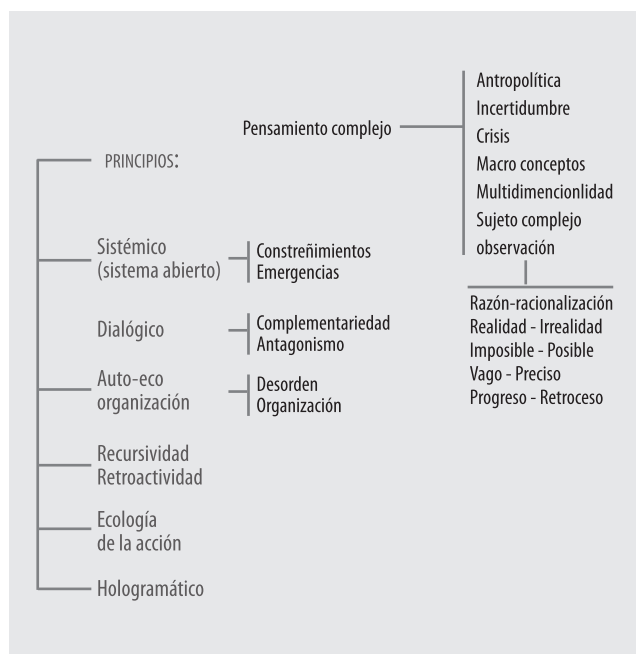 Pensamiento complejo
Antropolítica
Incertidumbre
Crisis
Macro conceptos
Multidimencionlidad
Sujeto complejo
observación
Razón-racionalización
Realidad - Irrealidad
Imposible - Posible
Vago - Preciso
Progreso - Retroceso
PRINCIPIOS:
Sistémico
(sistema abierto)
Constreñimientos
Emergencias
Dialógico
Complementariedad
Antagonismo
Auto-eco
organización
Desorden
Organización
Recursividad
Retroactividad
Ecología
de la acción
Hologramático